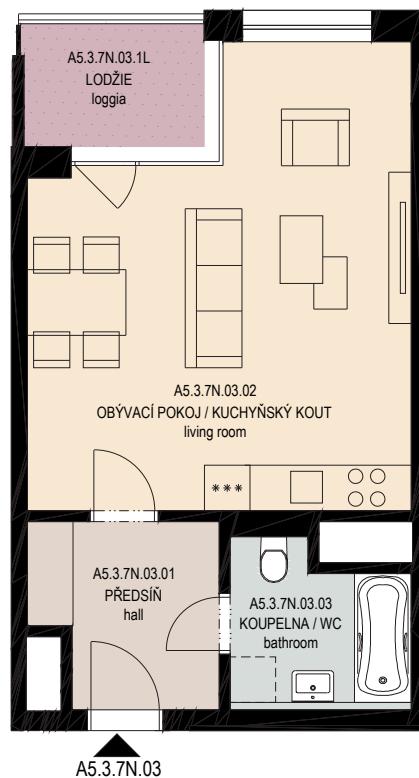 A5.3.7N.03.1L
LODŽIE
loggia
A5.3.7N.03.02
OBÝVACÍ POKOJ / KUCHYŇSKÝ KOUT
living room
***
A5.3.7N.03.01
PŘEDSÍŇ
hall
A5.3.7N.03.03
KOUPELNA / WC
bathroom
A5.3.7N.03